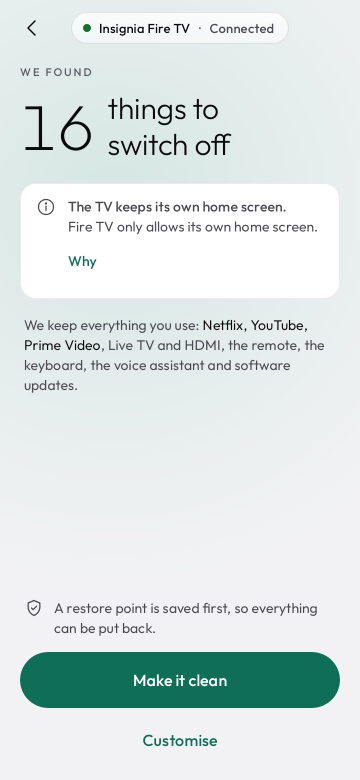 Insignia Fire TV · Connected
WE FOUND
16 things to
switch off
The TV keeps its own home screen.
Fire TV only allows its own home screen.
Why
We keep everything you use: Netflix, YouTube,
Prime Video, Live TV and HDMI, the remote, the
keyboard, the voice assistant and software
updates.
A restore point is saved first, so everything
can be put back.
Make it clean
Customise